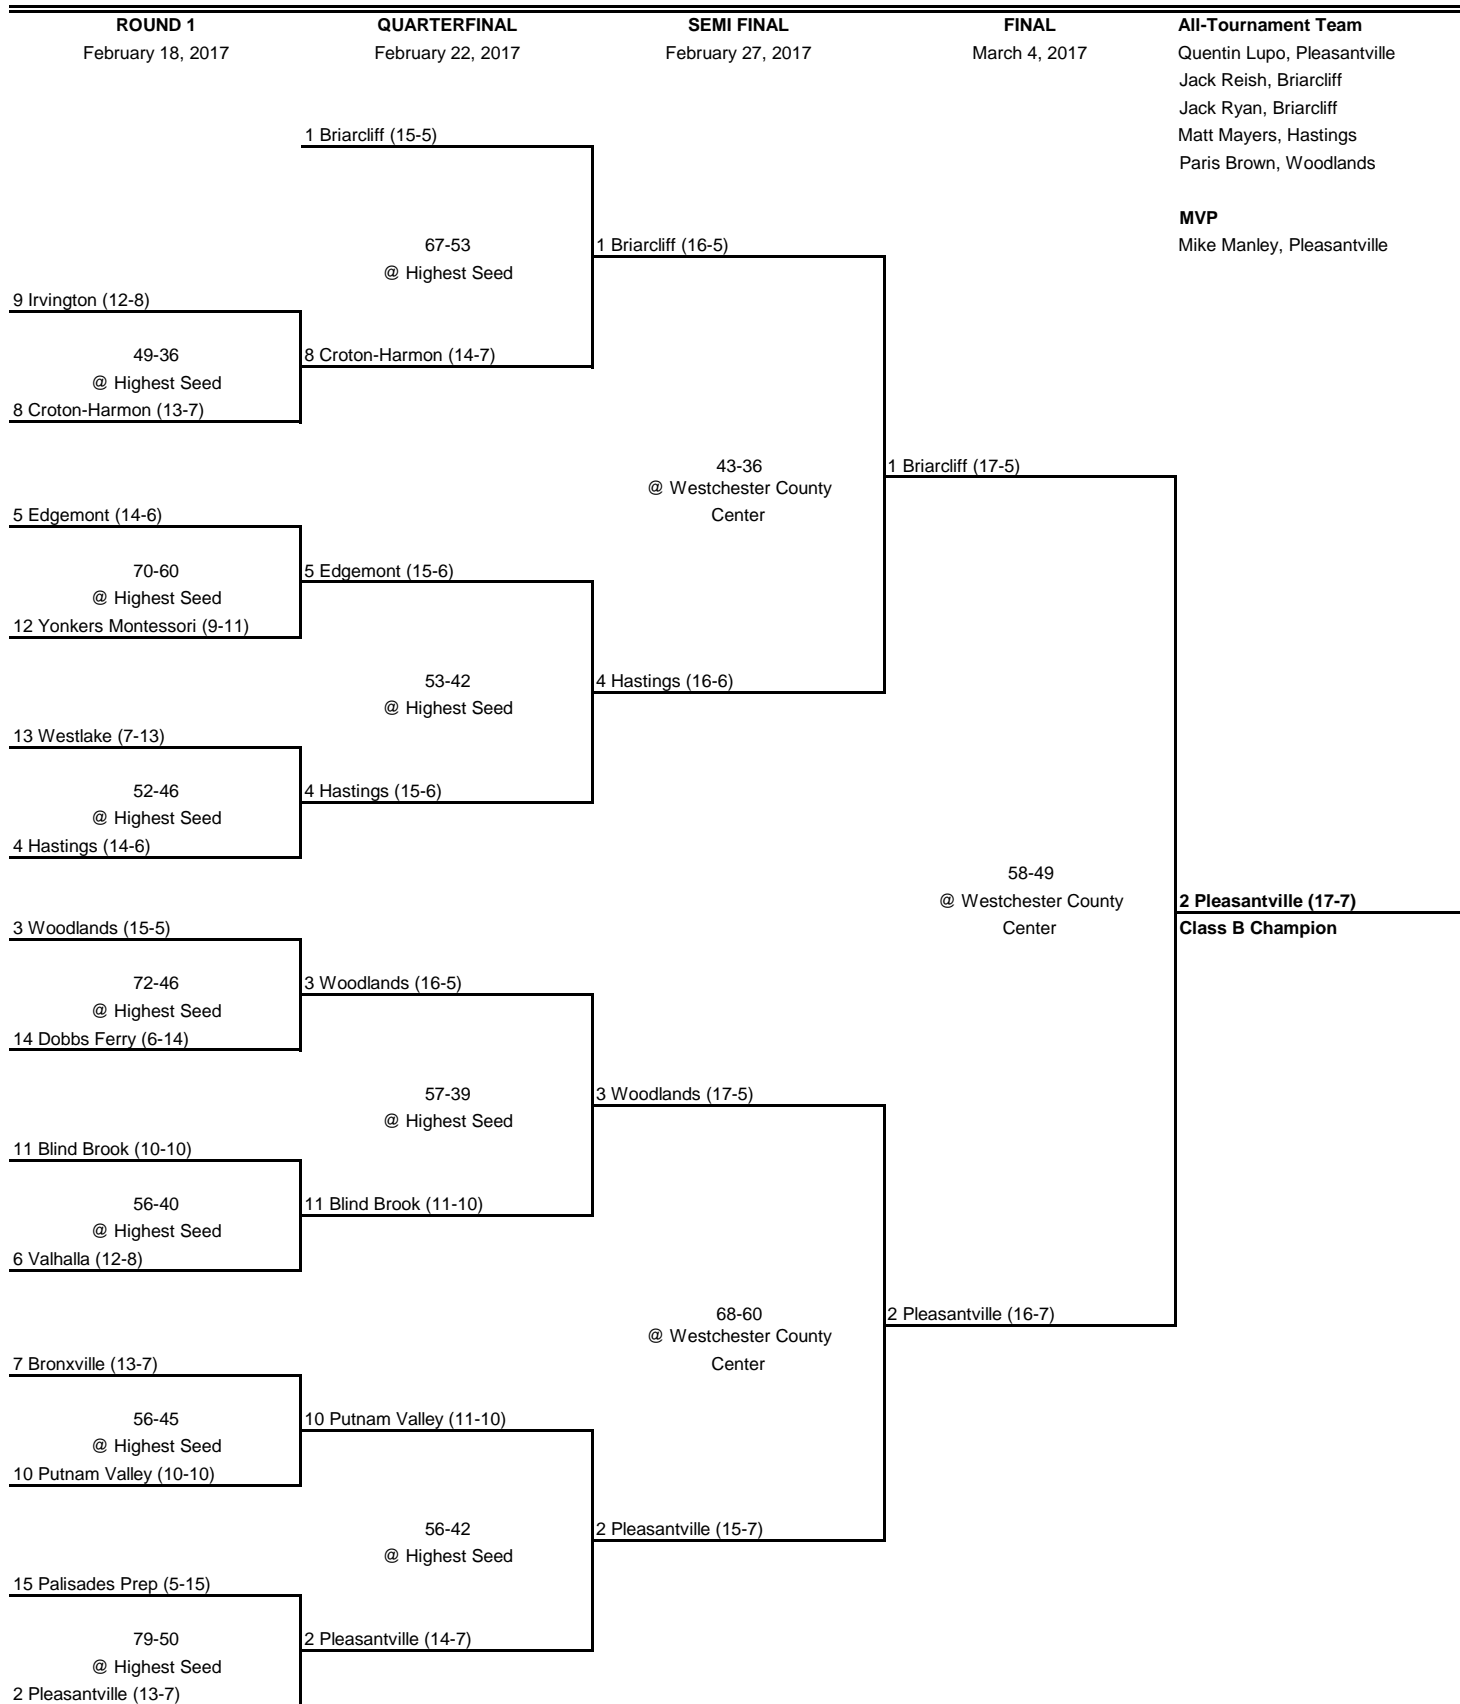 ROUND 1
QUARTERFINAL
SEMI FINAL
FINAL
All-Tournament Team
February 18, 2017
February 22, 2017
February 27, 2017
March 4, 2017
Quentin Lupo, Pleasantville
Jack Reish, Briarcliff
Jack Ryan, Briarcliff
1 Briarcliff (15-5)
Matt Mayers, Hastings
Paris Brown, Woodlands
MVP
67-53
1 Briarcliff (16-5)
Mike Manley, Pleasantville
@ Highest Seed
9 Irvington (12-8)
49-36
8 Croton-Harmon (14-7)
@ Highest Seed
8 Croton-Harmon (13-7)
43-36
1 Briarcliff (17-5)
@ Westchester County
Center
5 Edgemont (14-6)
70-60
5 Edgemont (15-6)
@ Highest Seed
12 Yonkers Montessori (9-11)
53-42
4 Hastings (16-6)
@ Highest Seed
13 Westlake (7-13)
52-46
4 Hastings (15-6)
@ Highest Seed
4 Hastings (14-6)
58-49
@ Westchester County
Center
2 Pleasantville (17-7)
Class B Champion
3 Woodlands (15-5)
72-46
3 Woodlands (16-5)
@ Highest Seed
14 Dobbs Ferry (6-14)
57-39
3 Woodlands (17-5)
@ Highest Seed
11 Blind Brook (10-10)
56-40
11 Blind Brook (11-10)
@ Highest Seed
6 Valhalla (12-8)
68-60
2 Pleasantville (16-7)
@ Westchester County
Center
7 Bronxville (13-7)
56-45
10 Putnam Valley (11-10)
@ Highest Seed
10 Putnam Valley (10-10)
56-42
2 Pleasantville (15-7)
@ Highest Seed
15 Palisades Prep (5-15)
79-50
2 Pleasantville (14-7)
@ Highest Seed
2 Pleasantville (13-7)